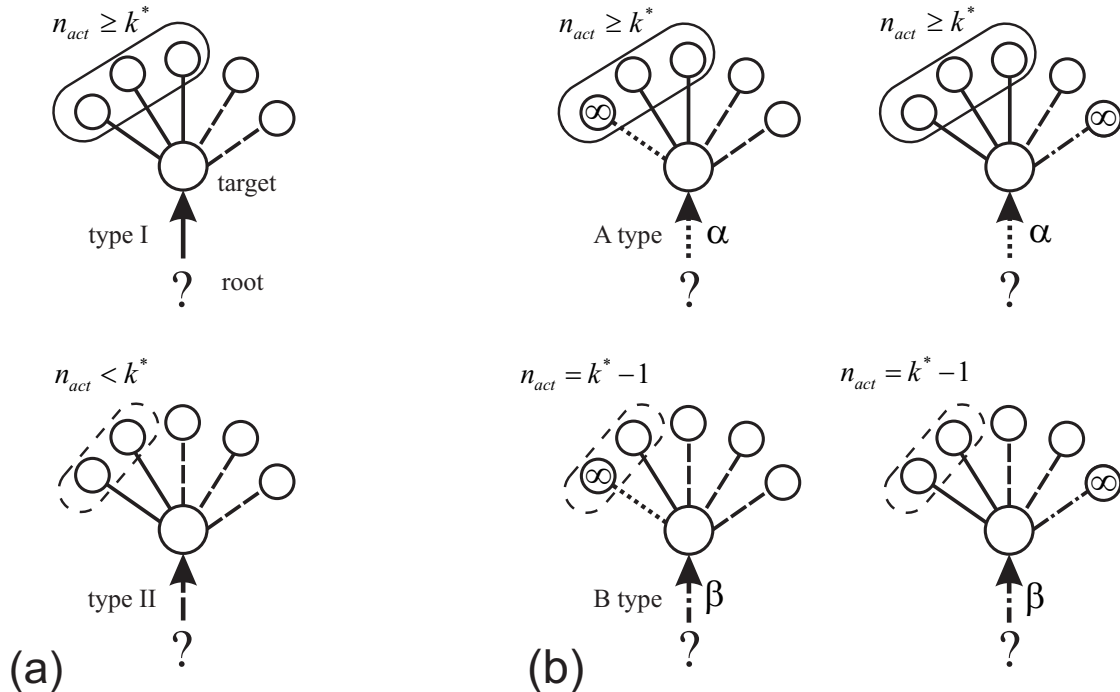 n_act ≥ k*
target
type I
? root
n_act < k*
type II
?
(a)
n_act ≥ k*
∞
A type α
?
n_act ≥ k*
∞
α
?
n_act = k* − 1
∞
B type β
?
n_act = k* − 1
∞
β
?
(b)